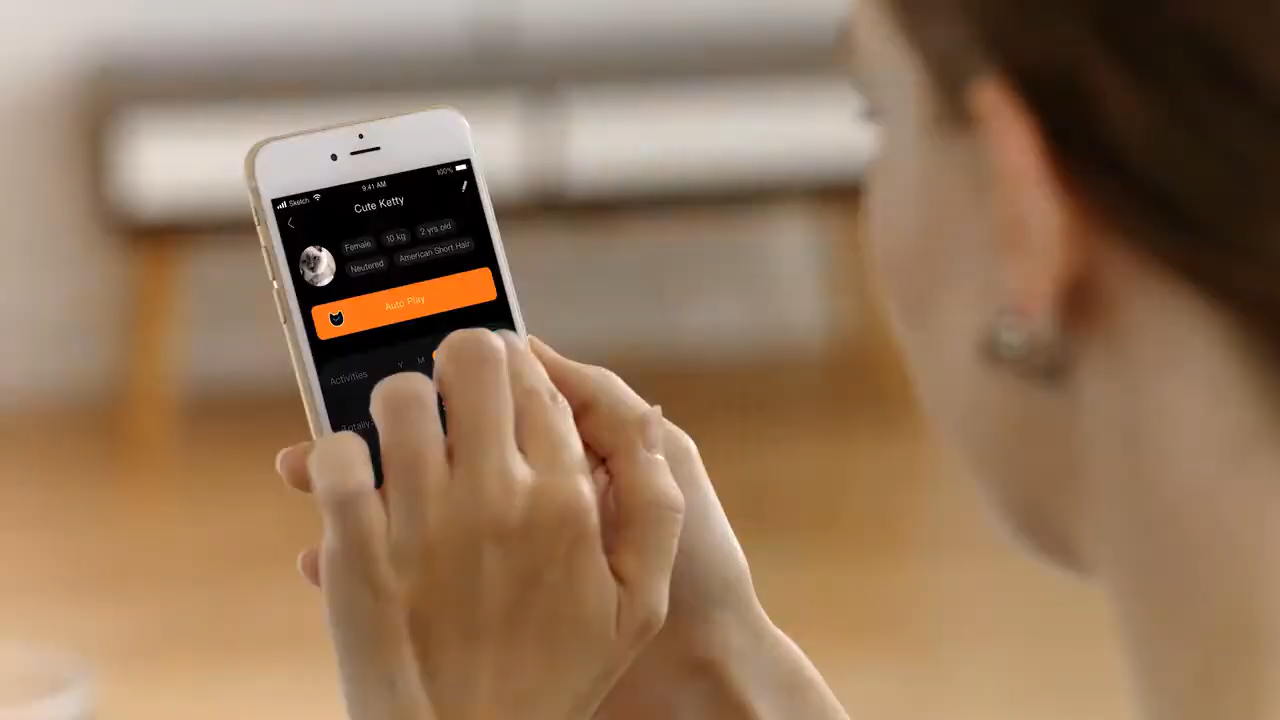 Sketch 9:41 AM 100%
Cute Ketty
Female 10 kg 2 yrs old
Neutered American Short Hair
Auto Play
Activities Y M
Totally